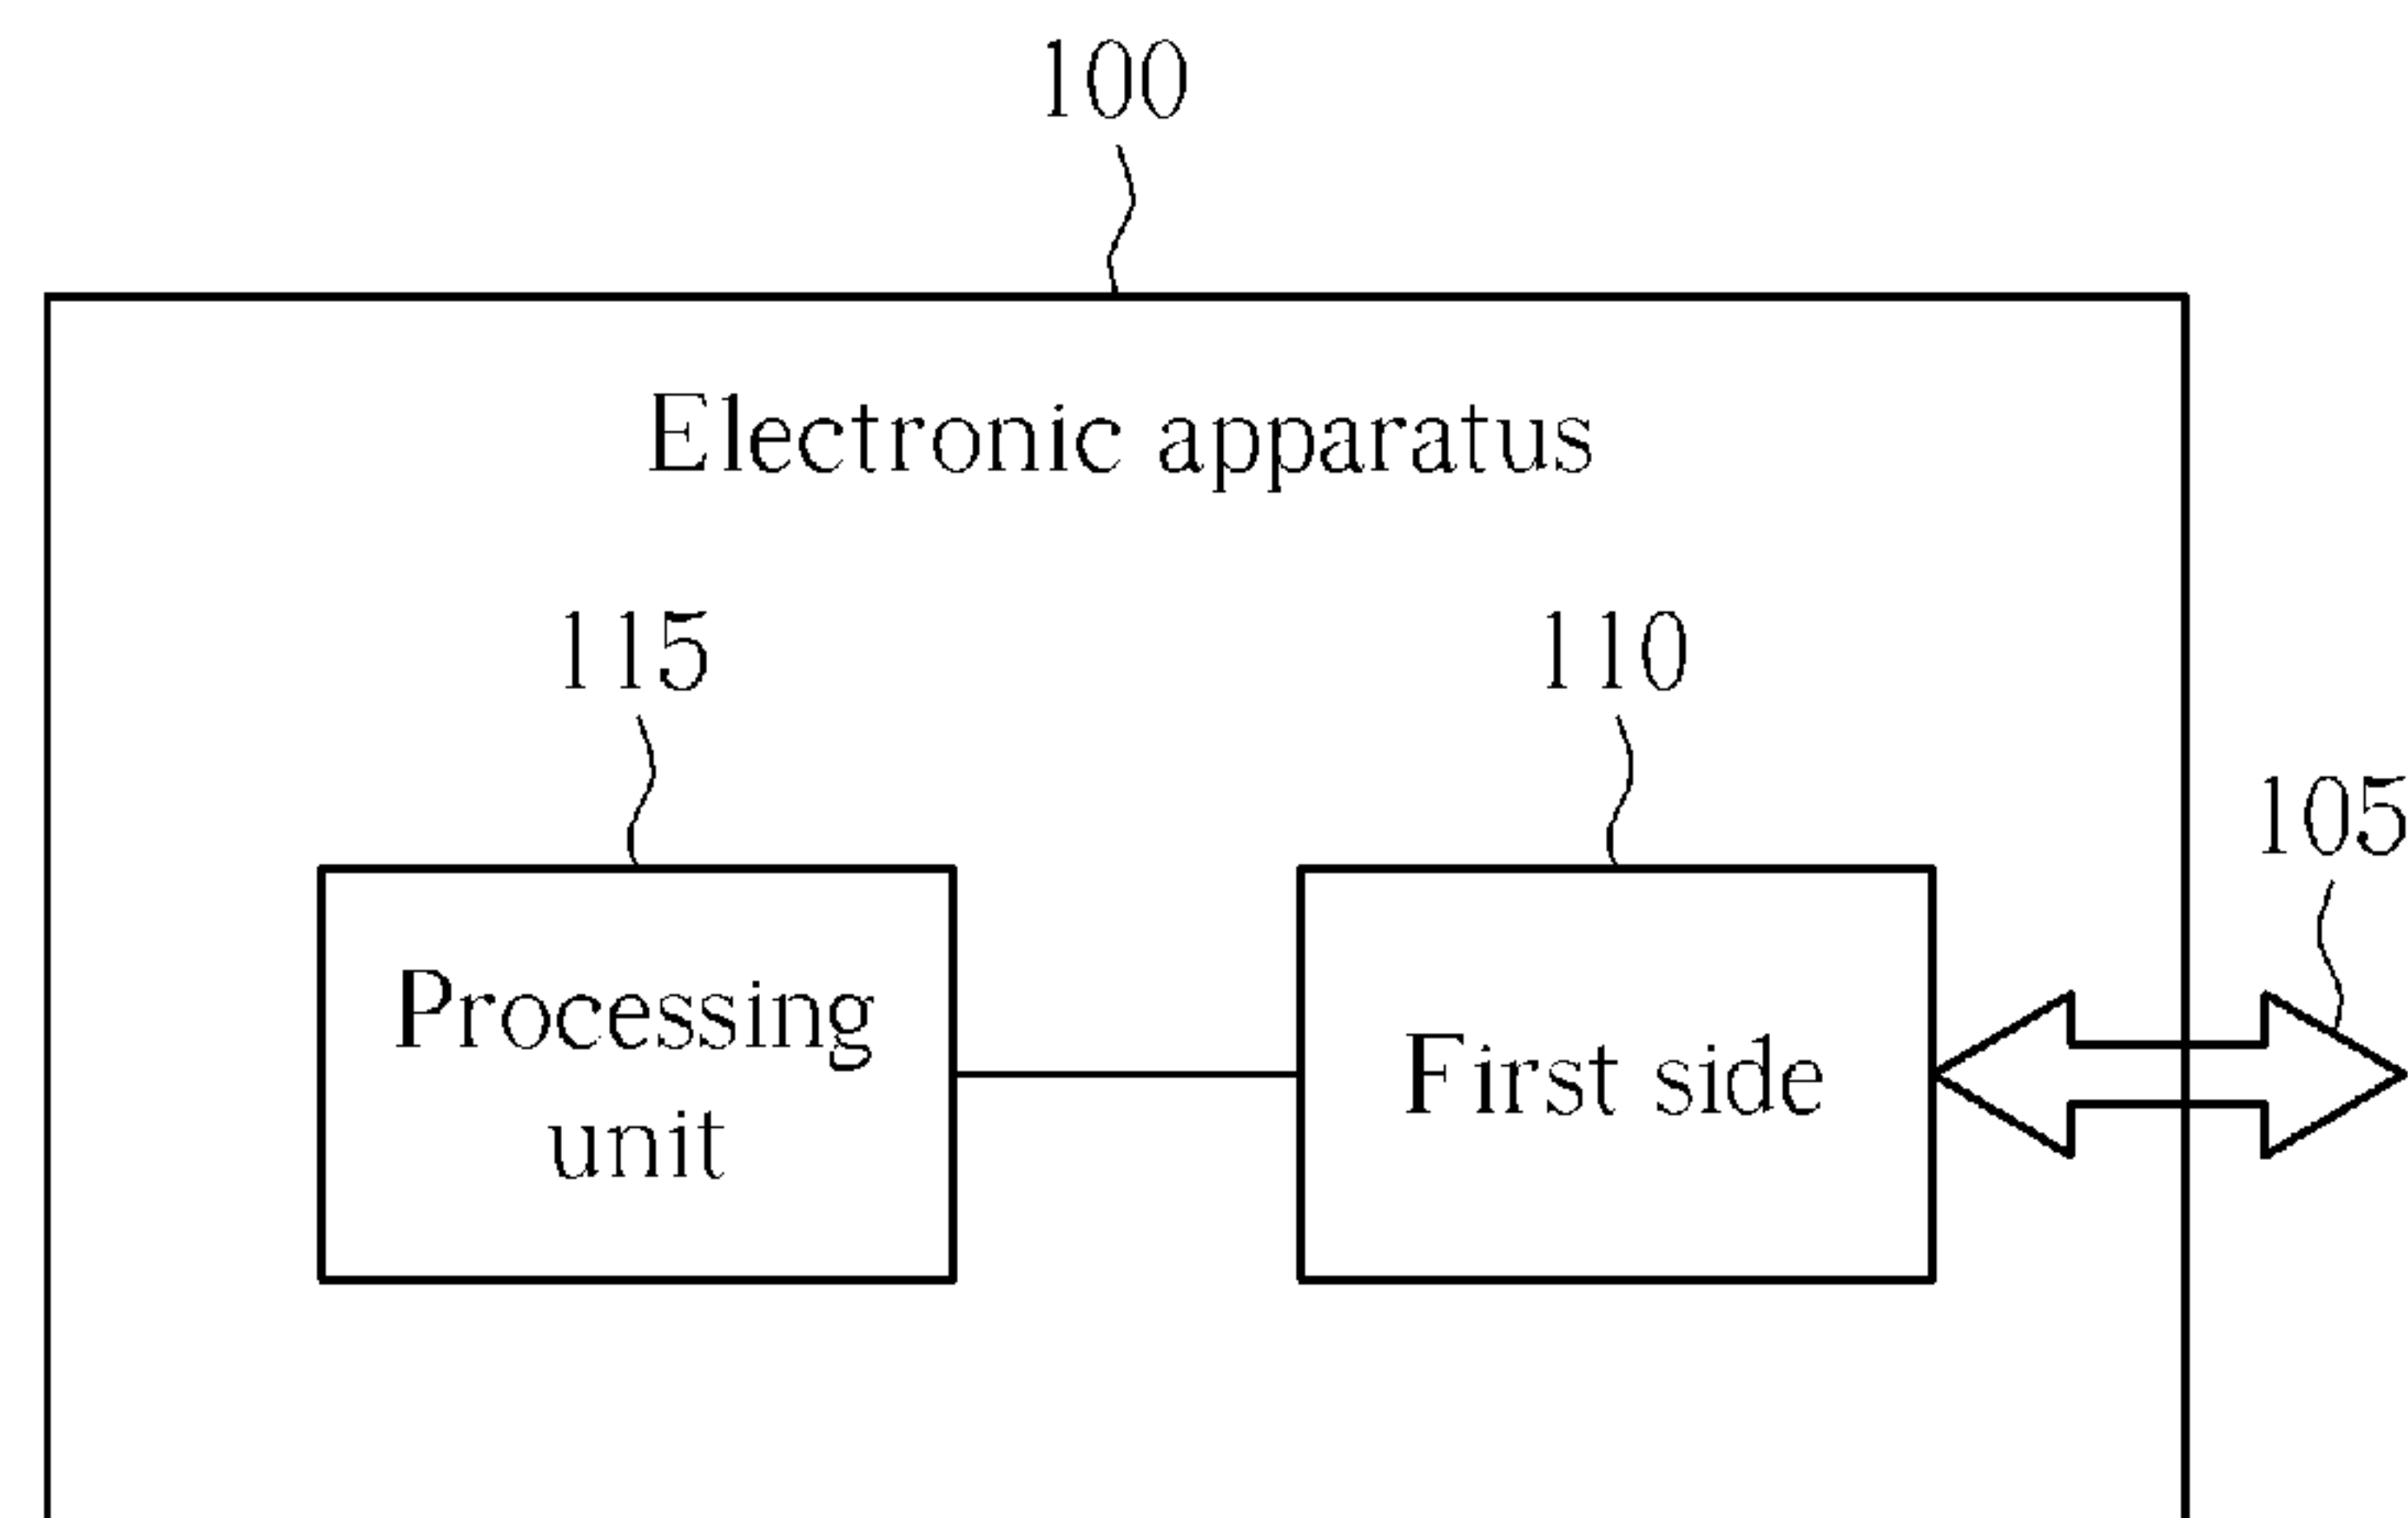 100
Electronic apparatus
115
110
105
Processing
unit
First side